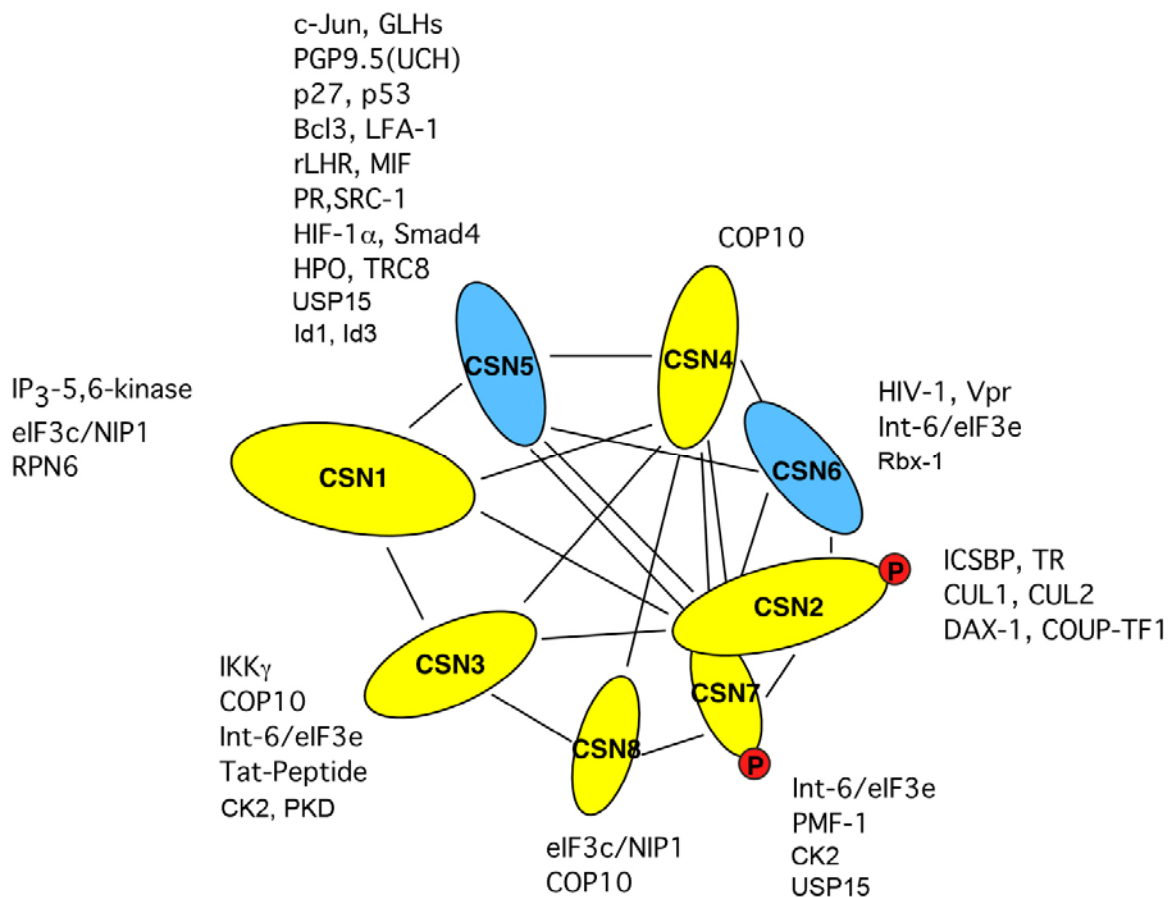 c-Jun, GLHs
PGP9.5(UCH)
p27, p53
Bcl3, LFA-1
rLHR, MIF
PR,SRC-1
HIF-1α, Smad4
HPO, TRC8
USP15
Id1, Id3
COP10
CSN5
CSN4
IP3-5,6-kinase
eIF3c/NIP1
RPN6
HIV-1, Vpr
Int-6/eIF3e
Rbx-1
CSN1
CSN6
P
ICSBP, TR
CUL1, CUL2
DAX-1, COUP-TF1
CSN2
CSN3
IKKγ
COP10
Int-6/eIF3e
Tat-Peptide
CK2, PKD
CSN7
CSN8
P
Int-6/eIF3e
PMF-1
CK2
USP15
eIF3c/NIP1
COP10